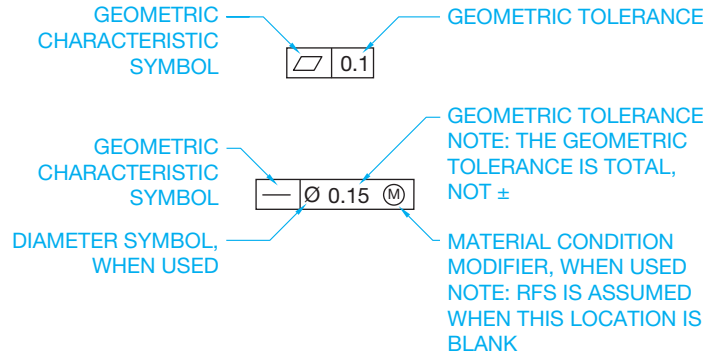 GEOMETRIC
CHARACTERISTIC
SYMBOL
GEOMETRIC TOLERANCE
0.1
GEOMETRIC
CHARACTERISTIC
SYMBOL
GEOMETRIC TOLERANCE
NOTE: THE GEOMETRIC
TOLERANCE IS TOTAL,
NOT ±
Ø 0.15 Ⓜ
DIAMETER SYMBOL,
WHEN USED
MATERIAL CONDITION
MODIFIER, WHEN USED
NOTE: RFS IS ASSUMED
WHEN THIS LOCATION IS
BLANK